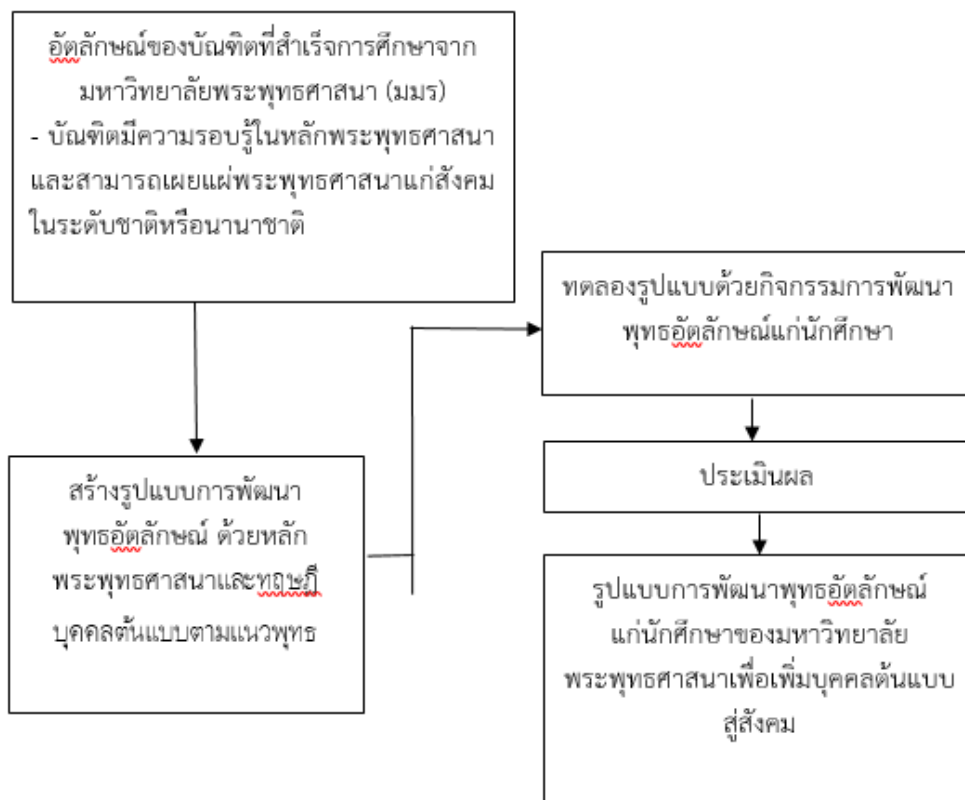 อัตลักษณ์ของบัณฑิตที่สำเร็จการศึกษาจาก
มหาวิทยาลัยพระพุทธศาสนา (มมร)
- บัณฑิตมีความรอบรู้ในหลักพระพุทธศาสนา
และสามารถเผยแผ่พระพุทธศาสนาแก่สังคม
ในระดับชาติหรือนานาชาติ
สร้างรูปแบบการพัฒนา
พุทธอัตลักษณ์ ด้วยหลัก
พระพุทธศาสนาและทฤษฎี
บุคคลต้นแบบตามแนวพุทธ
ทดลองรูปแบบด้วยกิจกรรมการพัฒนา
พุทธอัตลักษณ์แก่นักศึกษา
ประเมินผล
รูปแบบการพัฒนาพุทธอัตลักษณ์
แก่นักศึกษาของมหาวิทยาลัย
พระพุทธศาสนาเพื่อเพิ่มบุคคลต้นแบบ
สู่สังคม